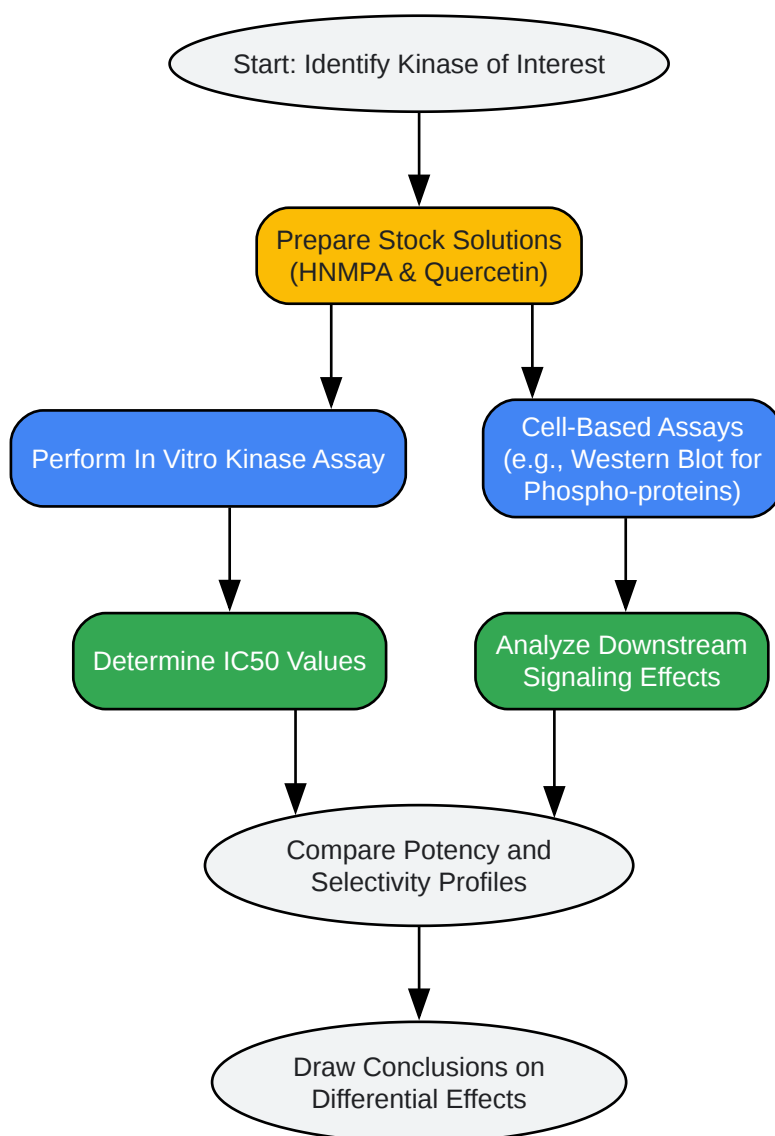 Start: Identify Kinase of Interest
Prepare Stock Solutions
(HNMPA & Quercetin)
Perform In Vitro Kinase Assay
Cell-Based Assays
(e.g., Western Blot for
Phospho-proteins)
Determine IC50 Values
Analyze Downstream
Signaling Effects
Compare Potency and
Selectivity Profiles
Draw Conclusions on
Differential Effects